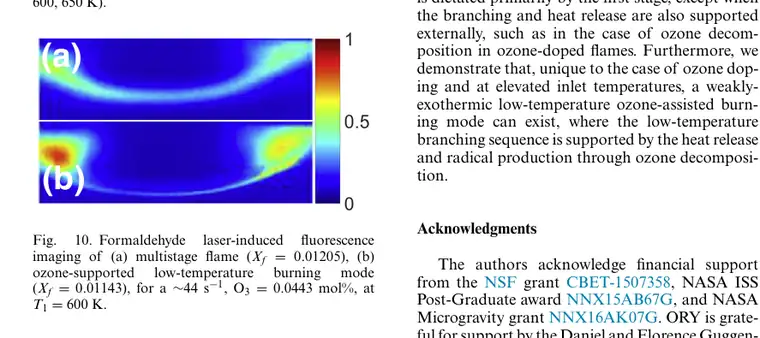 600, 650 K).
(a)
(b)
1
0.5
0
Fig. 10. Formaldehyde laser-induced fluorescence
imaging of (a) multistage flame (Xf = 0.01205), (b)
ozone-supported low-temperature burning mode
(Xf = 0.01143), for a ~44 s−1, O3 = 0.0443 mol%, at
T1 = 600 K.
is dictated primarily by the first stage, except when
the branching and heat release are also supported
externally, such as in the case of ozone decom-
position in ozone-doped flames. Furthermore, we
demonstrate that, unique to the case of ozone dop-
ing and at elevated inlet temperatures, a weakly-
exothermic low-temperature ozone-assisted burn-
ing mode can exist, where the low-temperature
branching sequence is supported by the heat release
and radical production through ozone decomposi-
tion.
Acknowledgments
The authors acknowledge financial support
from the NSF grant CBET-1507358, NASA ISS
Post-Graduate award NNX15AB67G, and NASA
Microgravity grant NNX16AK07G. ORY is grate-
ful for support by the Daniel and Florence Guggen-